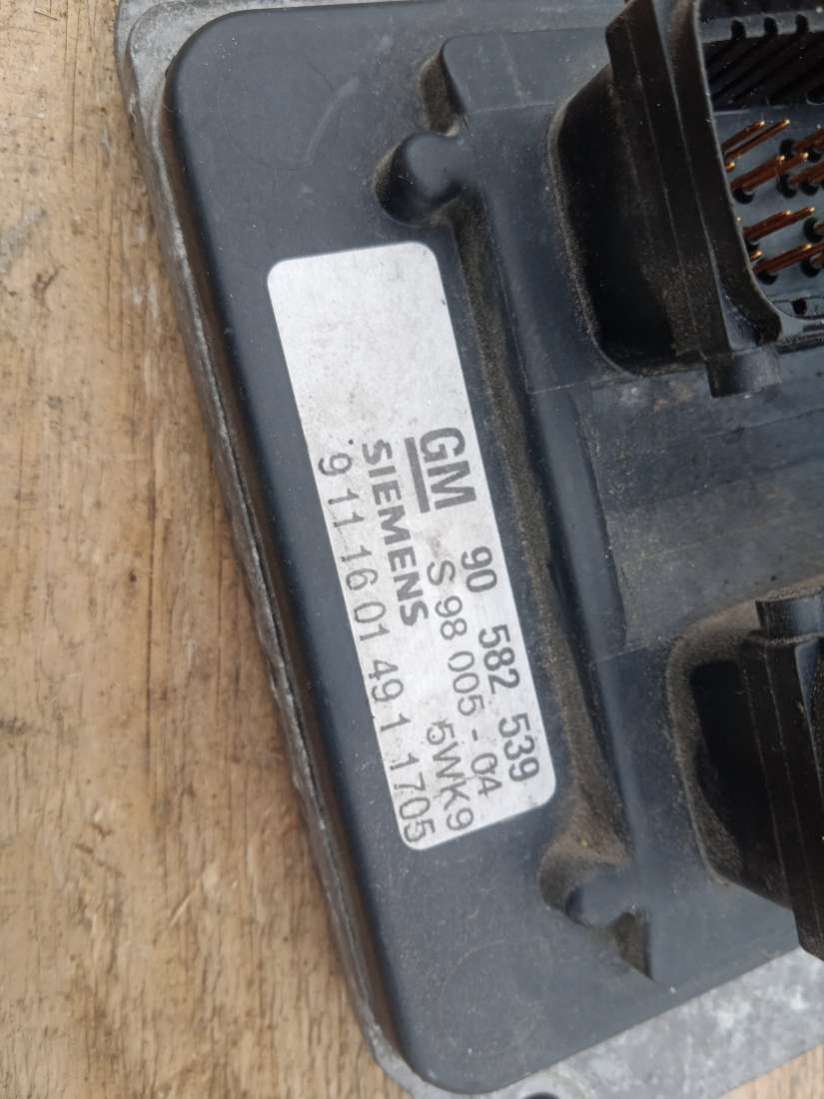 GM 90 582 539
S 98 005 - 04
SIEMENS 5WK9
9 11 16 01 49 1 1705